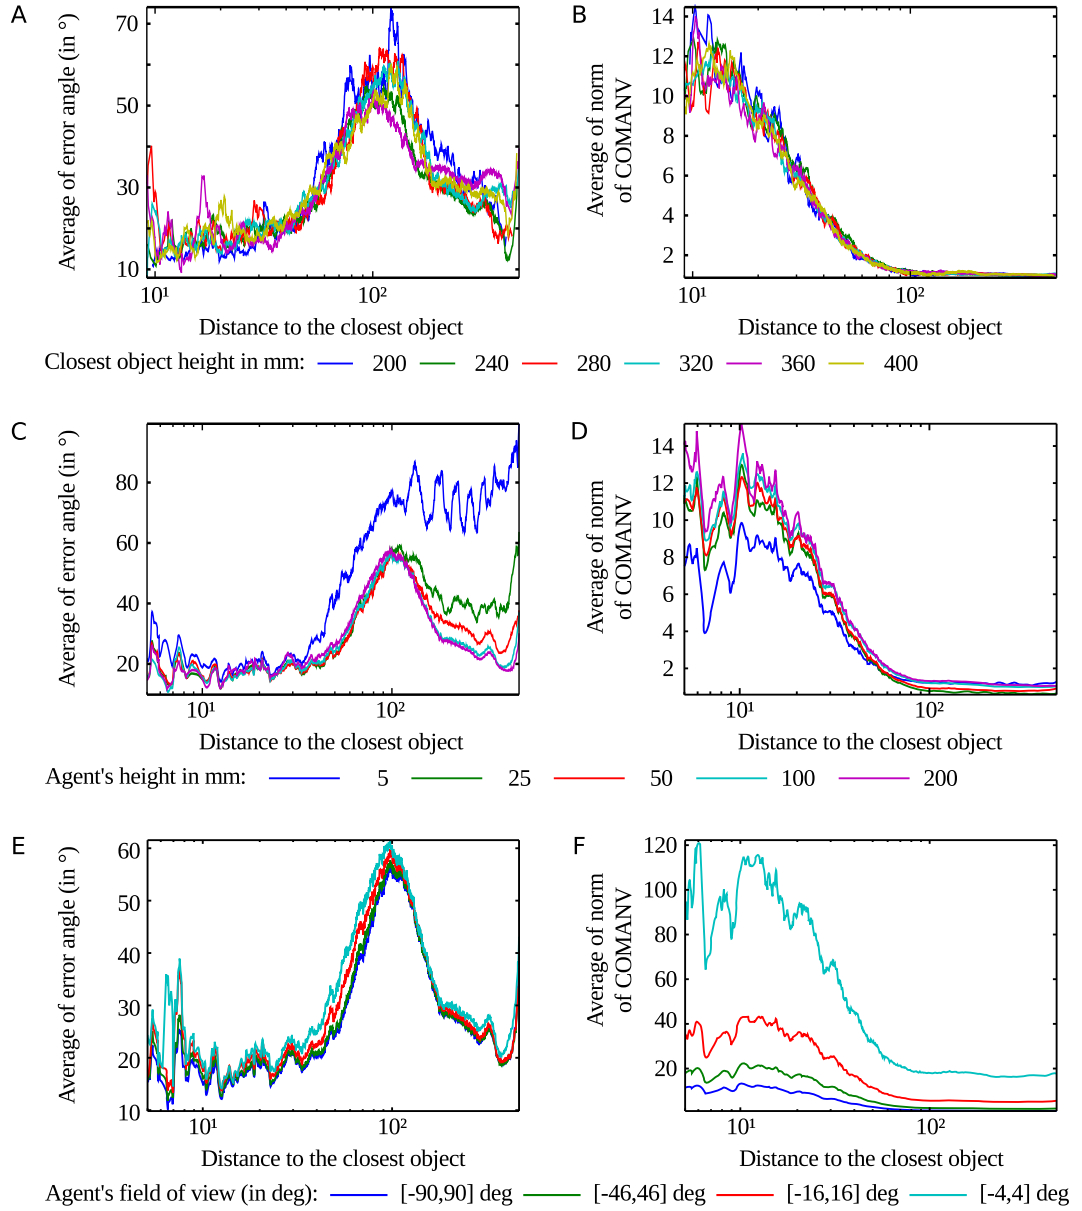 A
Average of error angle (in °)
70
50
30
10
10¹ 10²
Distance to the closest object
B
Average of norm
of COMANV
14
12
10
8
6
4
2
10¹ 10²
Distance to the closest object
Closest object height in mm: 200 240 280 320 360 400
C
Average of error angle (in °)
80
60
40
20
10¹ 10²
Distance to the closest object
D
Average of norm
of COMANV
14
12
10
8
6
4
2
10¹ 10²
Distance to the closest object
Agent's height in mm: 5 25 50 100 200
E
Average of error angle (in °)
60
50
40
30
20
10
10¹ 10²
Distance to the closest object
F
Average of norm
of COMANV
120
100
80
60
40
20
10¹ 10²
Distance to the closest object
Agent's field of view (in deg): [-90,90] deg [-46,46] deg [-16,16] deg [-4,4] deg